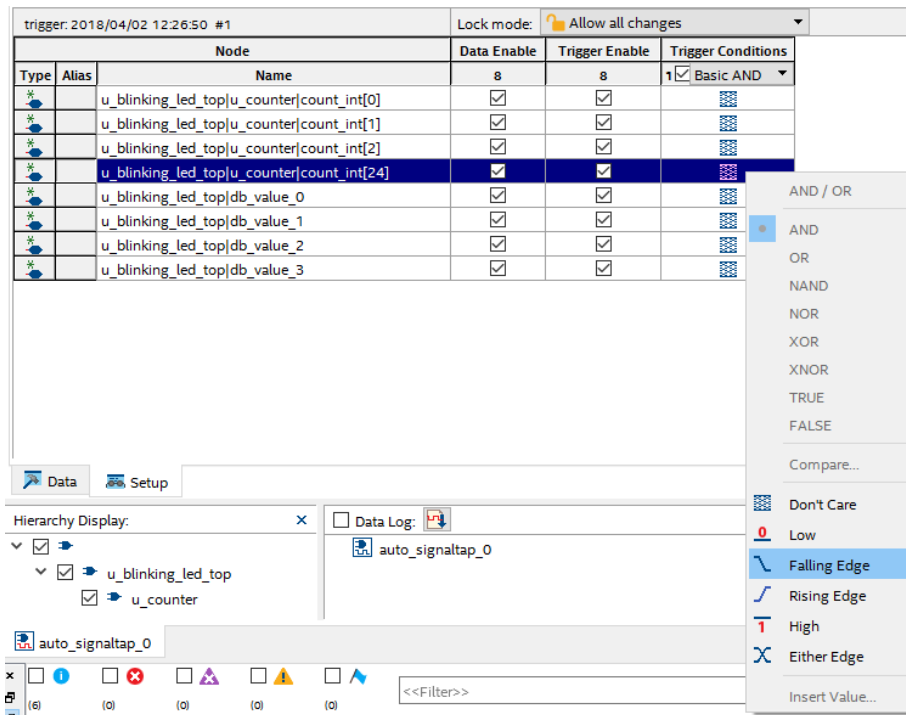 trigger: 2018/04/02 12:26:50 #1 Lock mode: Allow all changes
Node Data Enable Trigger Enable Trigger Conditions
Type Alias Name 8 8 1 Basic AND
u_blinking_led_top|u_counter|count_int[0]
u_blinking_led_top|u_counter|count_int[1]
u_blinking_led_top|u_counter|count_int[2]
u_blinking_led_top|u_counter|count_int[24]
u_blinking_led_top|db_value_0
u_blinking_led_top|db_value_1
u_blinking_led_top|db_value_2
u_blinking_led_top|db_value_3
AND / OR
AND
OR
NAND
NOR
XOR
XNOR
TRUE
FALSE
Compare...
Don't Care
0 Low
Falling Edge
Rising Edge
1 High
Either Edge
Insert Value...
Data Setup
Hierarchy Display: × Data Log:
auto_signaltap_0
u_blinking_led_top
u_counter
auto_signaltap_0
<<Filter>>
(6) (0) (0) (0) (0)